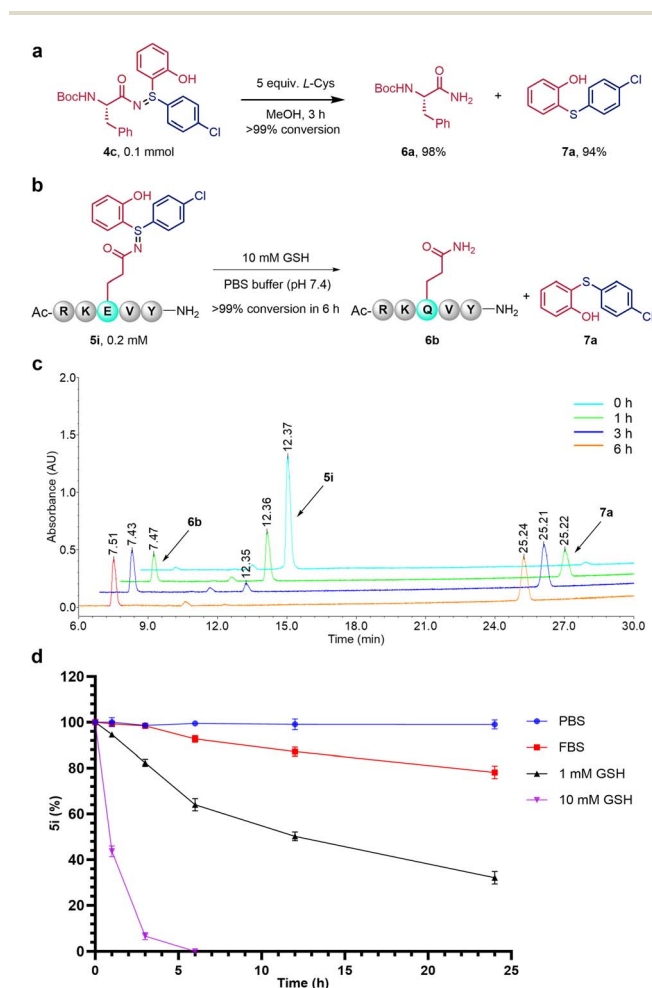 a
OH
O
BocHN
N
S
Ph
Cl
4c, 0.1 mmol
5 equiv. L-Cys
MeOH, 3 h
>99% conversion
O
BocHN
NH2
Ph
6a, 98%
+
OH
S
Cl
7a, 94%
b
OH
Cl
S
N
O
Ac- R K E V Y -NH2
5i, 0.2 mM
10 mM GSH
PBS buffer (pH 7.4)
>99% conversion in 6 h
O
NH2
Ac- R K Q V Y -NH2
6b
+
S
OH
Cl
7a
c
2.0
1.5
1.0
0.5
0.0
Absorbance (AU)
7.51
7.43
7.47
6b
12.35
12.36
12.37
5i
25.24
25.21
25.22
7a
0 h
1 h
3 h
6 h
6.0 9.0 12.0 15.0 18.0 21.0 24.0 27.0 30.0
Time (min)
d
120
100
80
60
40
20
0
5i (%)
PBS
FBS
1 mM GSH
10 mM GSH
0 5 10 15 20 25
Time (h)